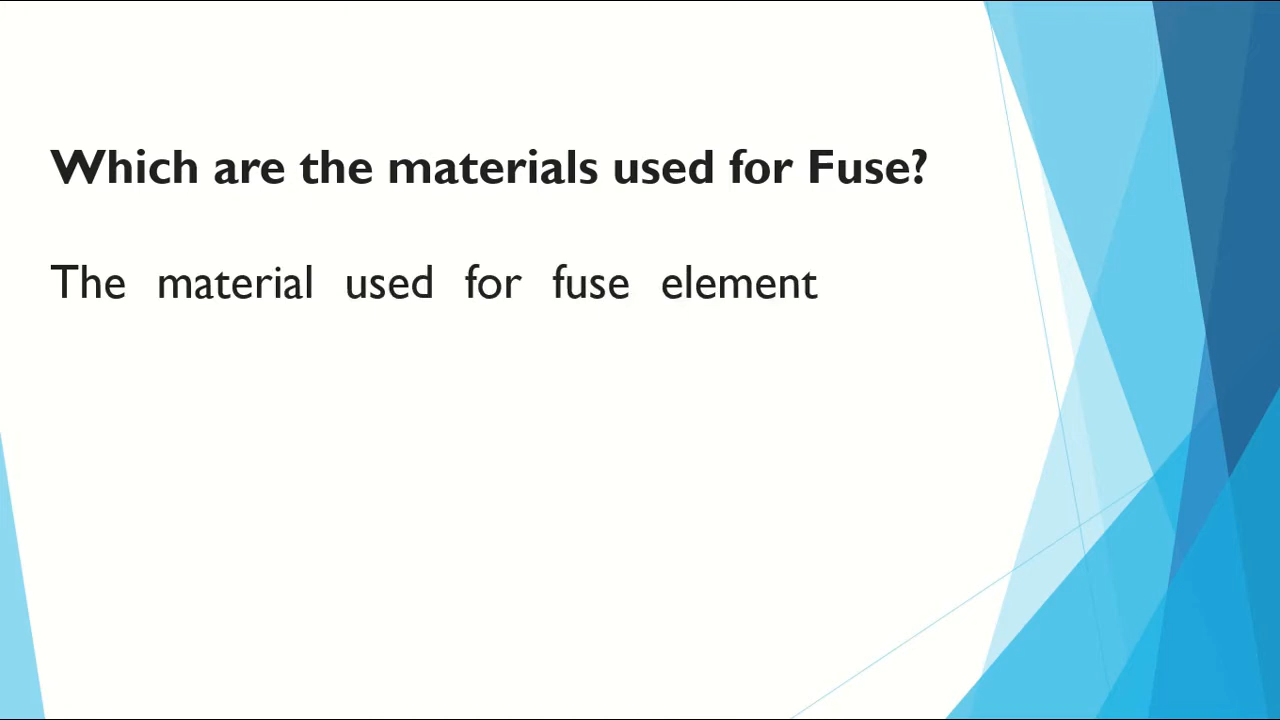 Which are the materials used for Fuse?
The material used for fuse element